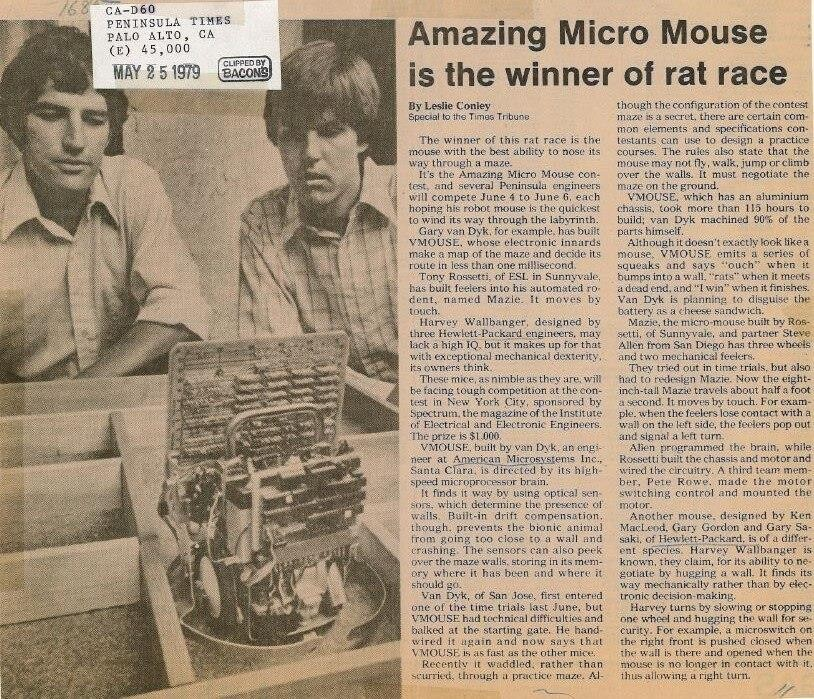 168
CA-D60
PENINSULA TIMES
PALO ALTO, CA
(E) 45,000
MAY 25 1979
CLIPPED BY
BACON'S
Amazing Micro Mouse
is the winner of rat race
By Leslie Conley
Special to the Times Tribune
The winner of this rat race is the
mouse with the best ability to nose its
way through a maze.
It's the Amazing Micro Mouse con-
test, and several Peninsula engineers
will compete June 4 to June 6, each
hoping his robot mouse is the quickest
to wind its way through the labyrinth.
Gary van Dyk, for example, has built
VMOUSE, whose electronic innards
make a map of the maze and decide its
route in less than one millisecond.
Tony Rossetti, of ESL in Sunnyvale,
has built feelers into his automated ro-
dent, named Mazie. It moves by
touch.
Harvey Wallbanger, designed by
three Hewlett-Packard engineers, may
lack a high IQ, but it makes up for that
with exceptional mechanical dexterity,
its owners think.
These mice, as nimble as they are, will
be facing tough competition at the con-
test in New York City, sponsored by
Spectrum, the magazine of the Institute
of Electrical and Electronic Engineers.
The prize is $1,000.
VMOUSE, built by van Dyk, an engi-
neer at American Microsystems Inc.,
Santa Clara, is directed by its high-
speed microprocessor brain.
It finds it way by using optical sen-
sors, which determine the presence of
walls. Built-in drift compensation,
though, prevents the bionic animal
from going too close to a wall and
crashing. The sensors can also peek
over the maze walls, storing in its mem-
ory where it has been and where it
should go.
Van Dyk, of San Jose, first entered
one of the time trials last June, but
VMOUSE had technical difficulties and
balked at the starting gate. He hand-
wired it again and now says that
VMOUSE is as fast as the other mice.
Recently it waddled, rather than
scurried, through a practice maze. Al-
though the configuration of the contest
maze is a secret, there are certain com-
mon elements and specifications con-
testants can use to design a practice
courses. The rules also state that the
mouse may not fly, walk, jump or climb
over the walls. It must negotiate the
maze on the ground.
VMOUSE, which has an aluminium
chassis, took more than 115 hours to
build; van Dyk machined 90% of the
parts himself.
Although it doesn't exactly look like a
mouse, VMOUSE emits a series of
squeaks and says "ouch" when it
bumps into a wall, "rats" when it meets
a dead end, and "I win" when it finishes.
Van Dyk is planning to disguise the
battery as a cheese sandwich.
Mazie, the micro-mouse built by Ros-
setti, of Sunnyvale, and partner Steve
Allen from San Diego has three wheels
and two mechanical feelers.
They tried out in time trials, but also
had to redesign Mazie. Now the eight-
inch-tall Mazie travels about half a foot
a second. It moves by touch. For exam-
ple, when the feelers lose contact with a
wall on the left side, the feelers pop out
and signal a left turn.
Allen programmed the brain, while
Rossetti built the chassis and motor and
wired the circuitry. A third team mem-
ber, Pete Rowe, made the motor
switching control and mounted the
motor.
Another mouse, designed by Ken
MacLeod, Gary Gordon and Gary Sa-
saki, of Hewlett-Packard, is of a differ-
ent species. Harvey Wallbanger is
known, they claim, for its ability to ne-
gotiate by hugging a wall. It finds its
way mechanically rather than by elec-
tronic decision-making.
Harvey turns by slowing or stopping
one wheel and hugging the wall for se-
curity. For example, a microswitch on
the right front is pushed closed when
the wall is there and opened when the
mouse is no longer in contact with it,
thus allowing a right turn.